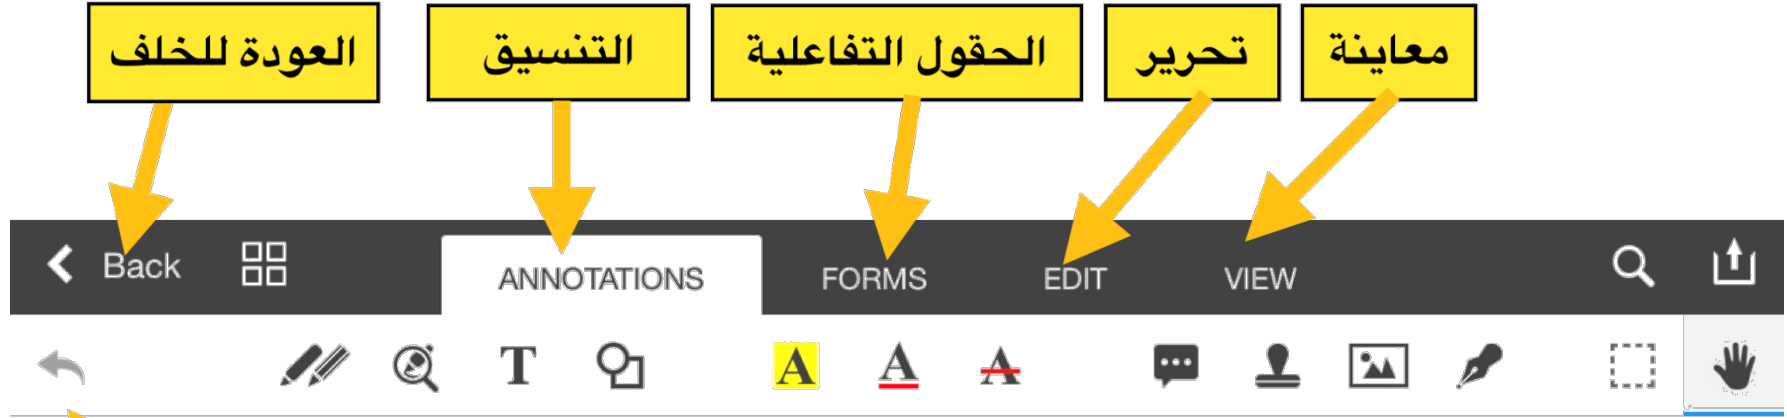 العودة للخلف
التنسيق
الحقول التفاعلية
تحرير
معاينة
Back
ANNOTATIONS
FORMS
EDIT
VIEW
T
A
A
A